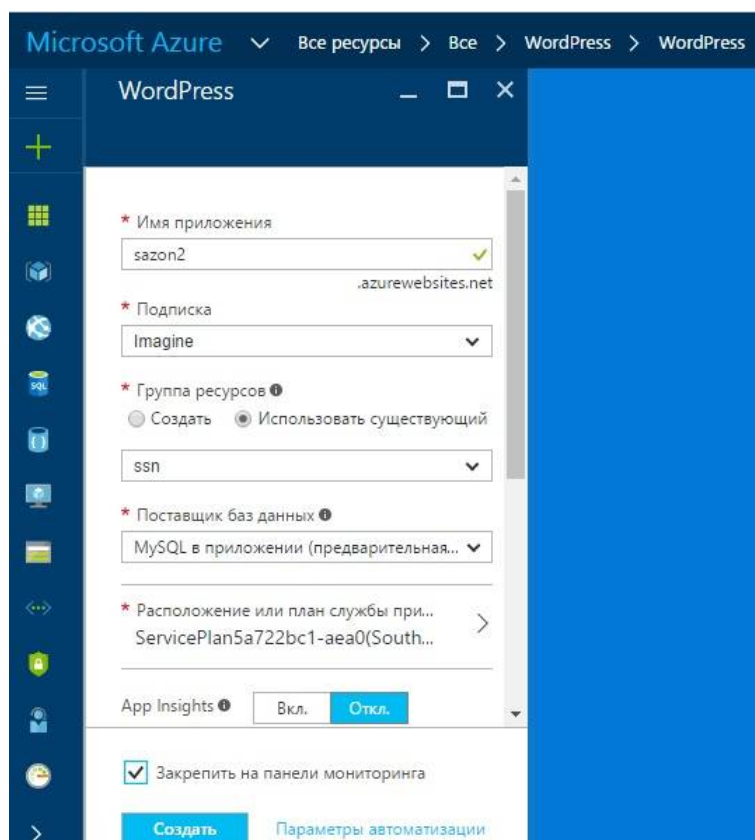 Microsoft Azure Все ресурсы > Все > WordPress > WordPress
WordPress
* Имя приложения
sazon2
.azurewebsites.net
* Подписка
Imagine
* Группа ресурсов
Создать Использовать существующий
ssn
* Поставщик баз данных
MySQL в приложении (предварительная...
* Расположение или план службы при...
ServicePlan5a722bc1-aea0(South...
App Insights Вкл. Откл.
Закрепить на панели мониторинга
Создать Параметры автоматизации
SQL